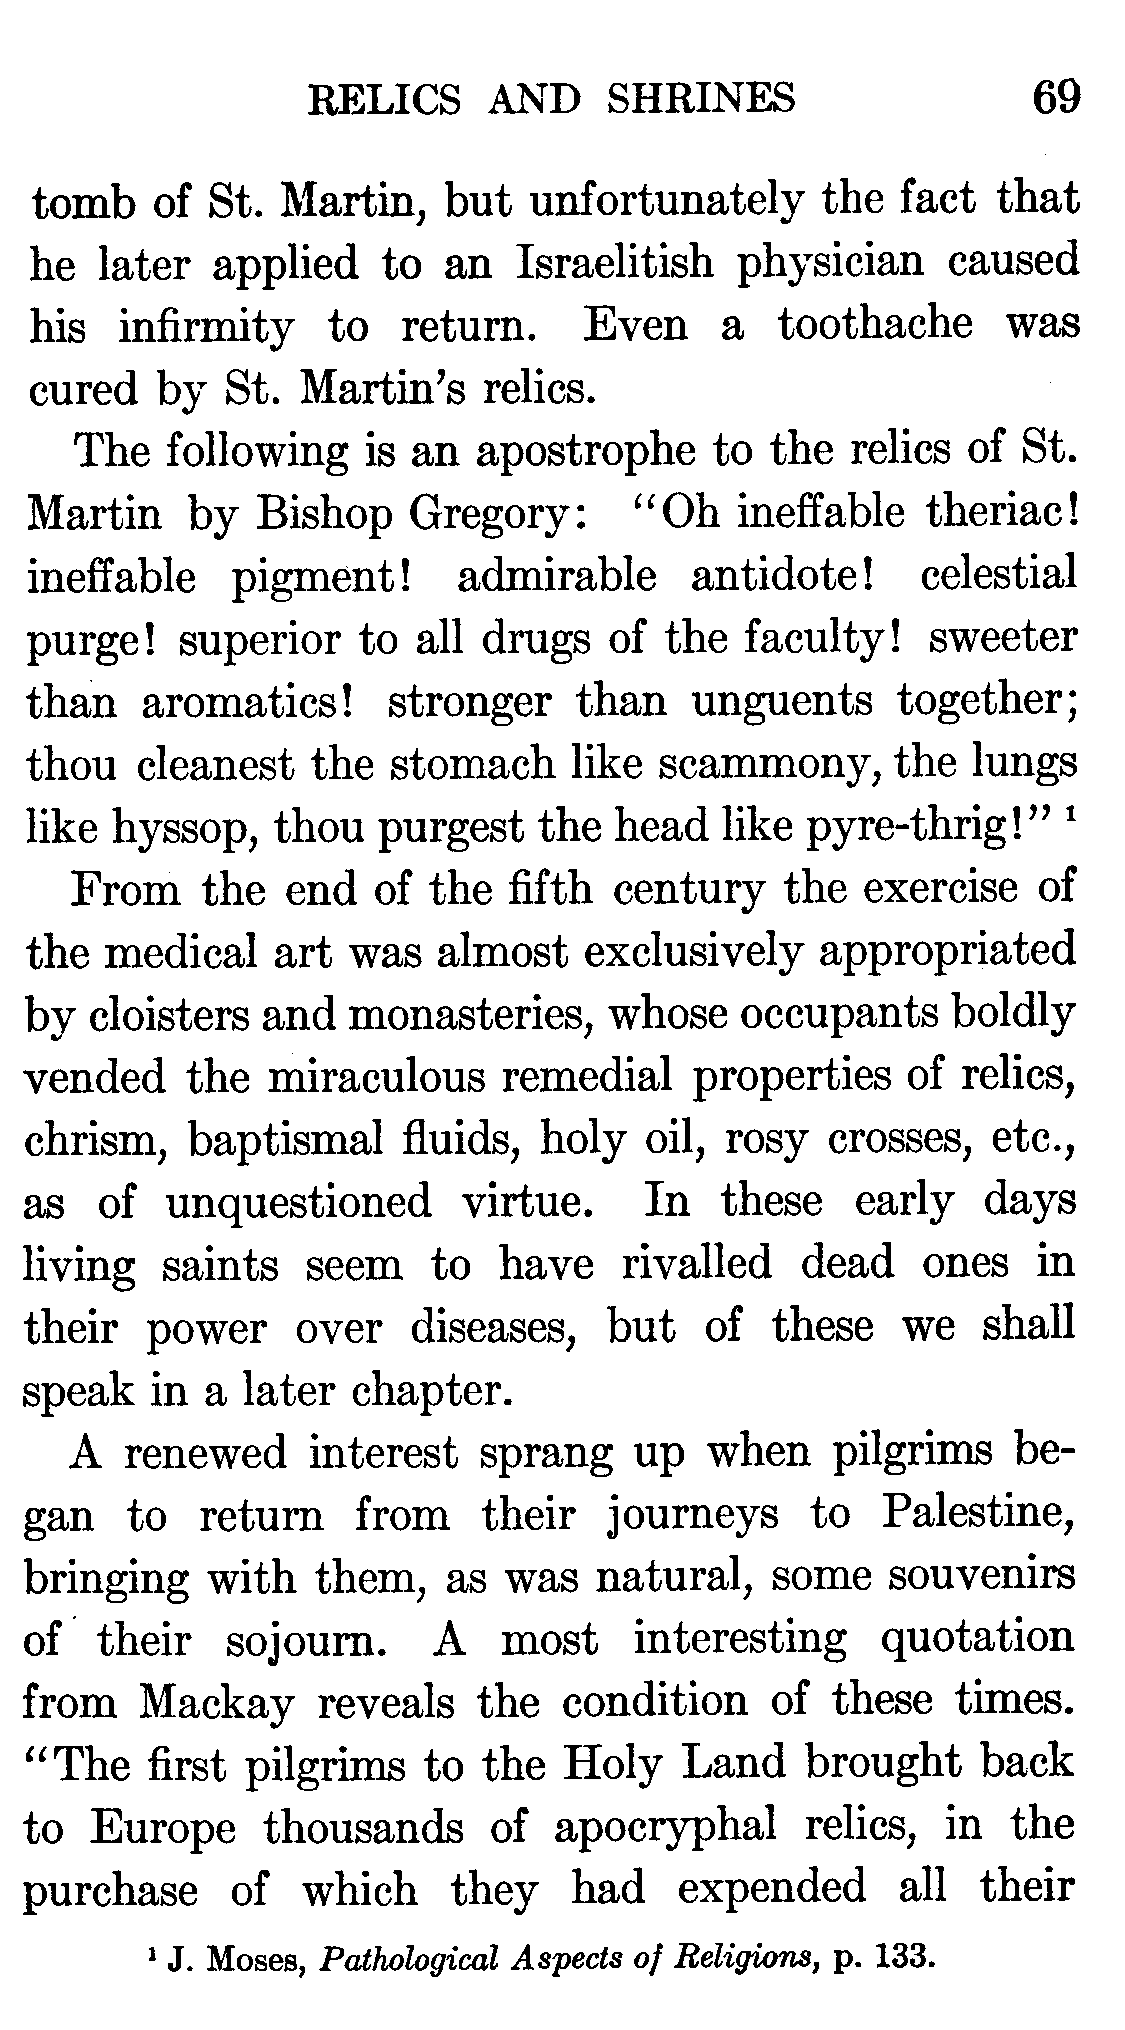 RELICS AND SHRINES 69
tomb of St. Martin, but unfortunately the fact that
he later applied to an Israelitish physician caused
his infirmity to return. Even a toothache was
cured by St. Martin's relics.
The following is an apostrophe to the relics of St.
Martin by Bishop Gregory: "Oh ineffable theriac!
ineffable pigment! admirable antidote! celestial
purge! superior to all drugs of the faculty! sweeter
than aromatics! stronger than unguents together;
thou cleanest the stomach like scammony, the lungs
like hyssop, thou purgest the head like pyre-thrig!" ¹
From the end of the fifth century the exercise of
the medical art was almost exclusively appropriated
by cloisters and monasteries, whose occupants boldly
vended the miraculous remedial properties of relics,
chrism, baptismal fluids, holy oil, rosy crosses, etc.,
as of unquestioned virtue. In these early days
living saints seem to have rivalled dead ones in
their power over diseases, but of these we shall
speak in a later chapter.
A renewed interest sprang up when pilgrims be-
gan to return from their journeys to Palestine,
bringing with them, as was natural, some souvenirs
of their sojourn. A most interesting quotation
from Mackay reveals the condition of these times.
"The first pilgrims to the Holy Land brought back
to Europe thousands of apocryphal relics, in the
purchase of which they had expended all their
¹ J. Moses, Pathological Aspects of Religions, p. 133.